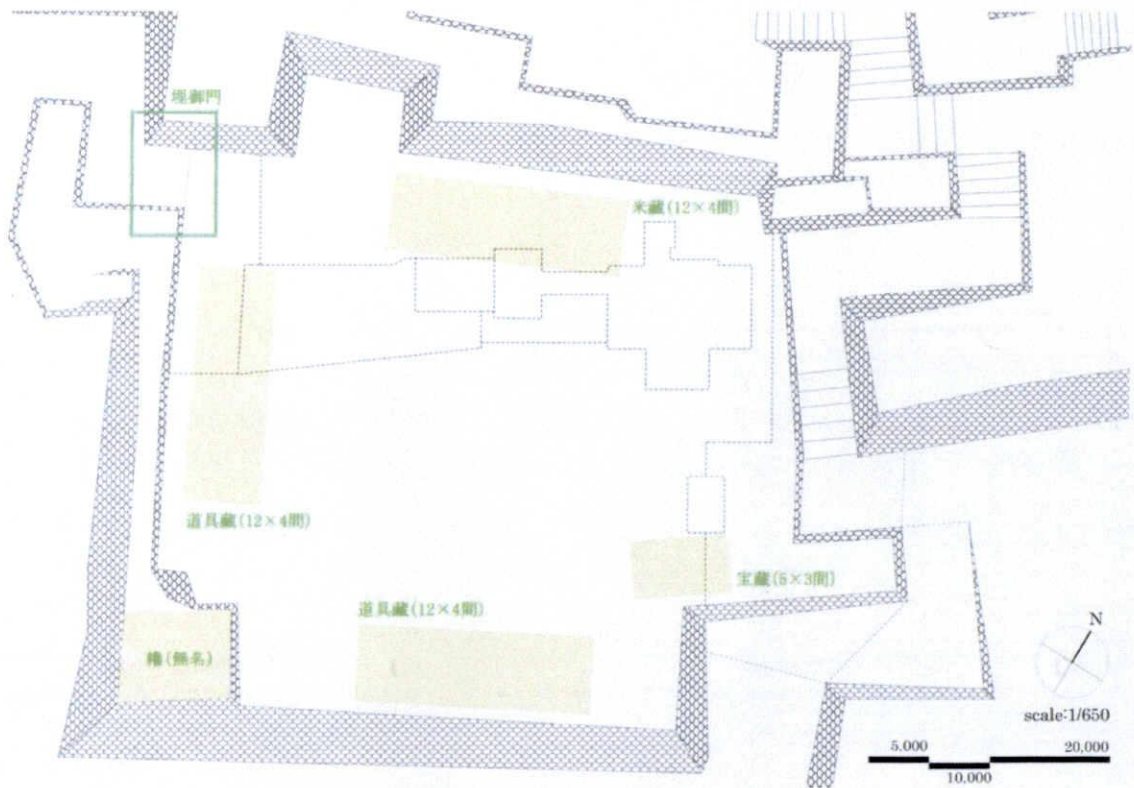 埋御門
米蔵(12×4間)
道具蔵(12×4間)
宝蔵(5×3間)
道具蔵(12×4間)
櫓(無名)
N
scale:1/650
5.000
20,000
10,000